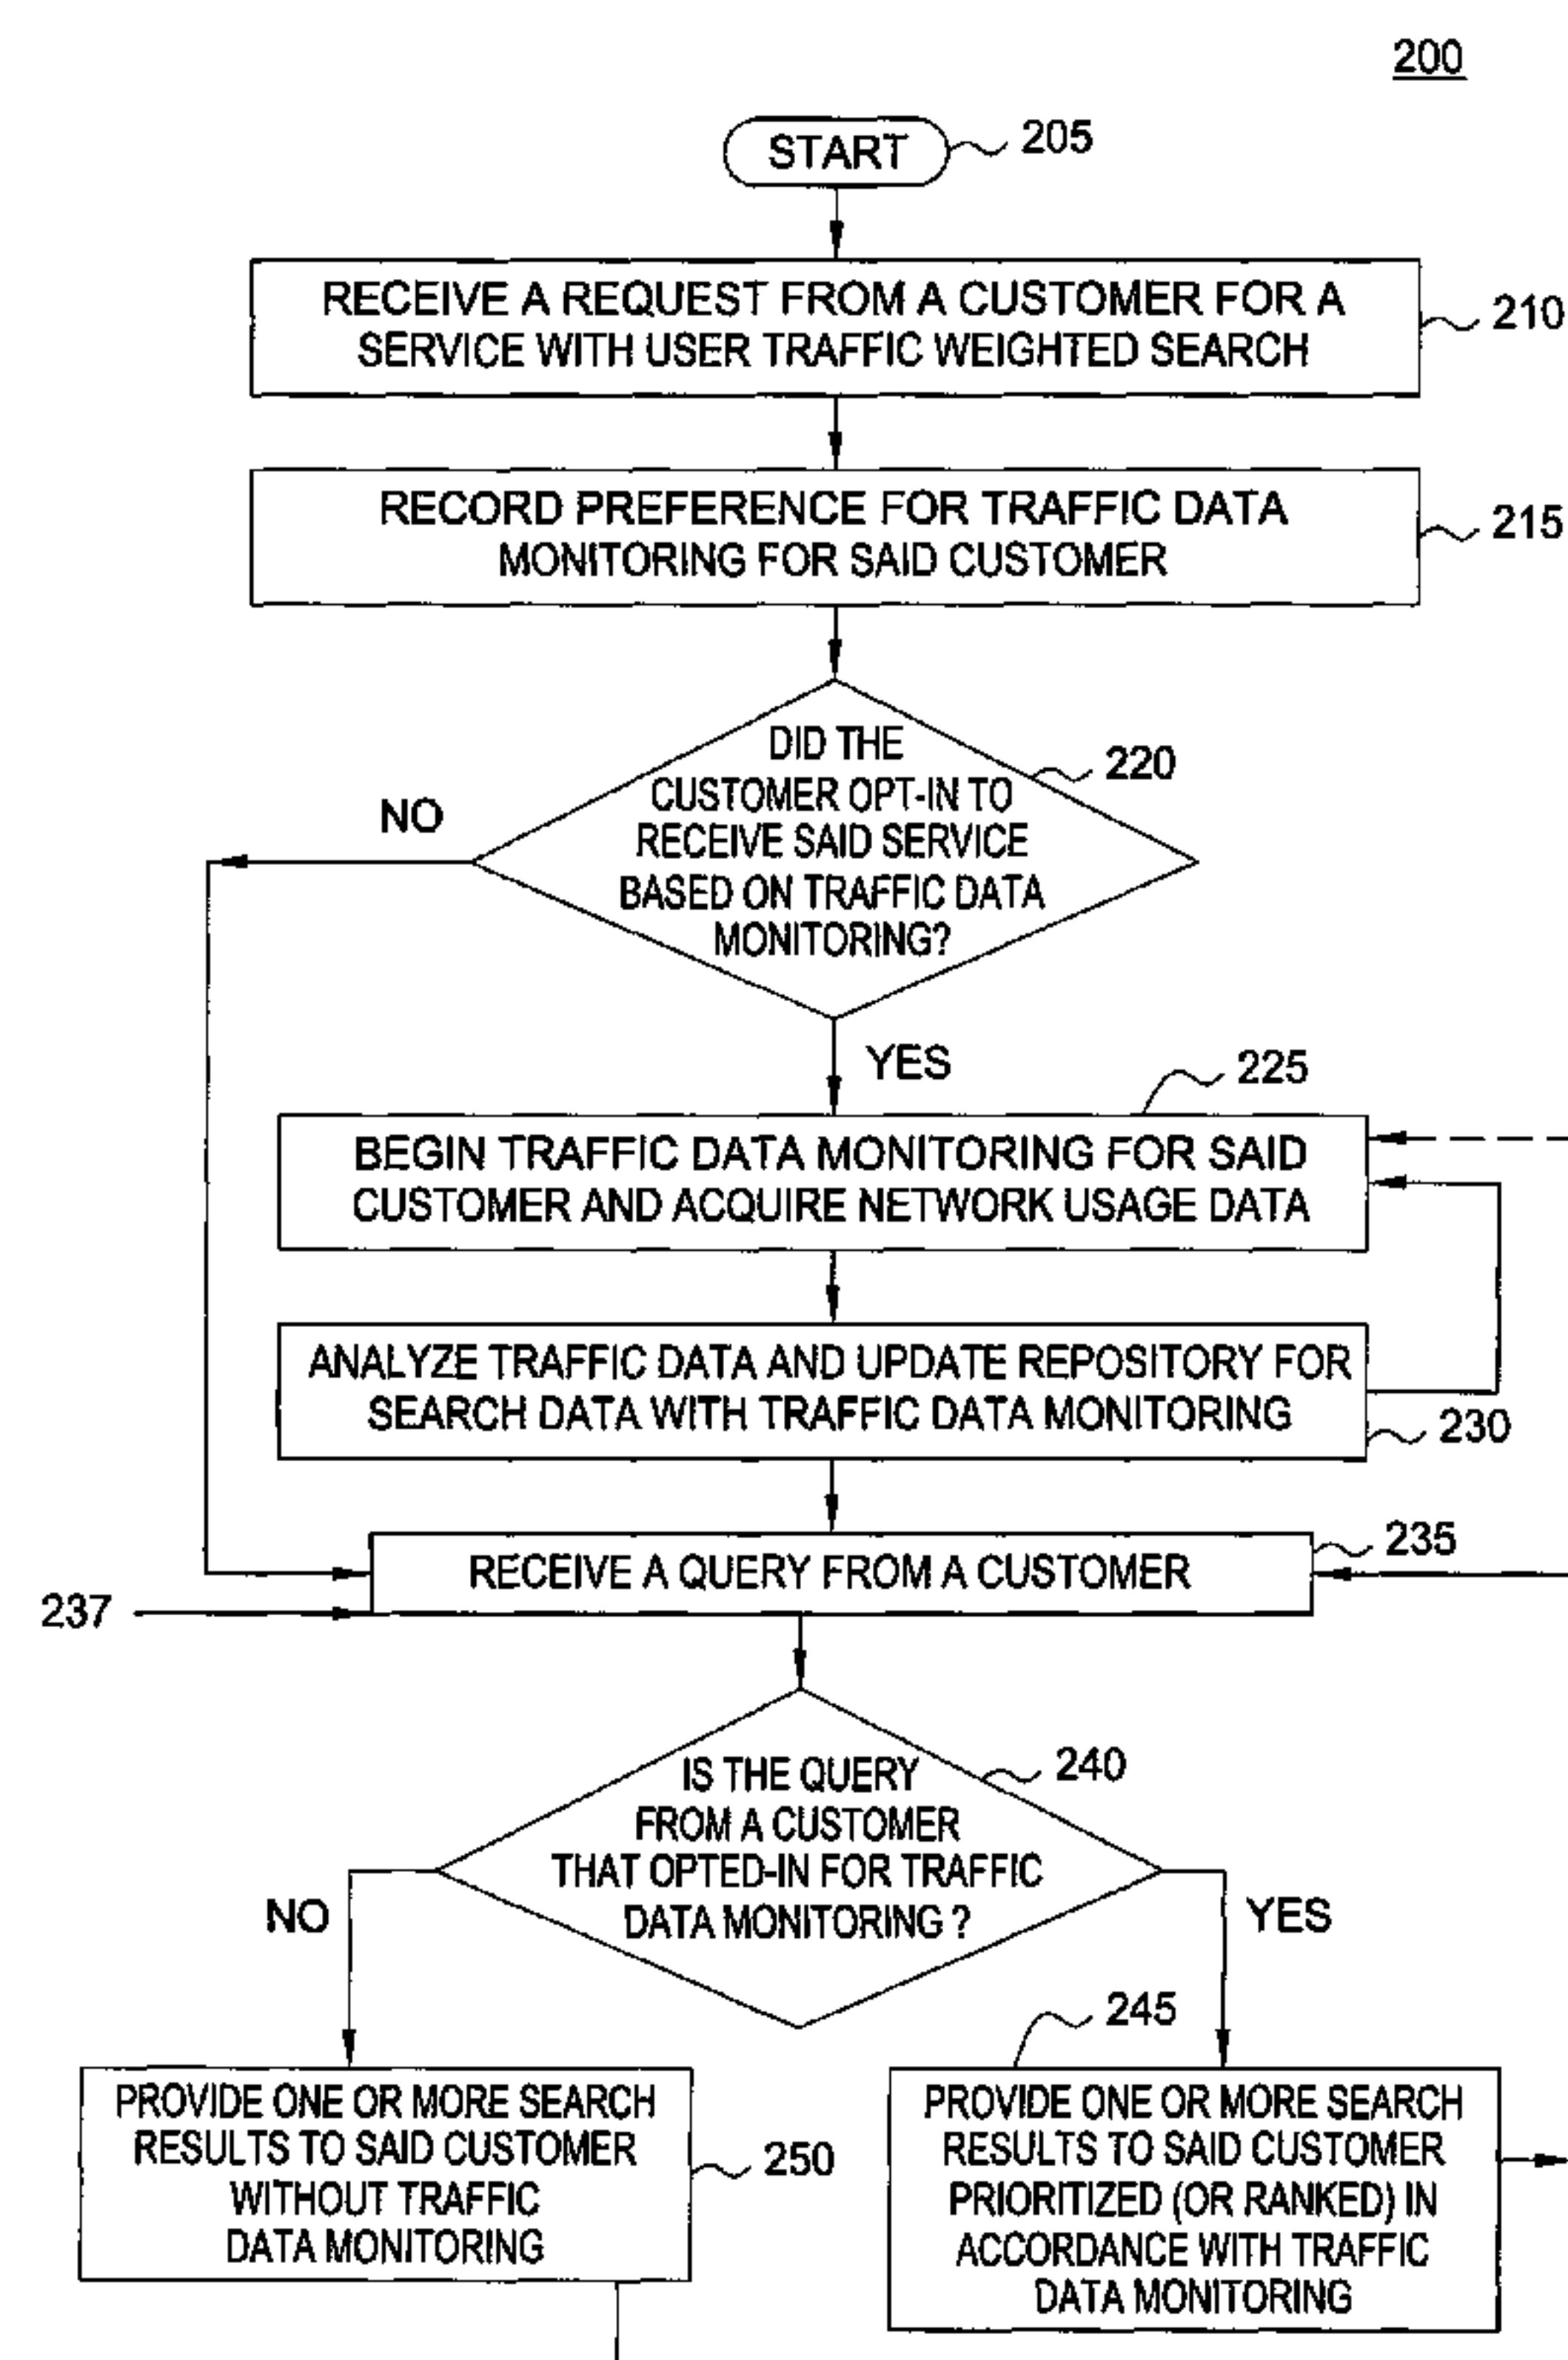 200
START
205
RECEIVE A REQUEST FROM A CUSTOMER FOR A
SERVICE WITH USER TRAFFIC WEIGHTED SEARCH
210
RECORD PREFERENCE FOR TRAFFIC DATA
MONITORING FOR SAID CUSTOMER
215
DID THE
CUSTOMER OPT-IN TO
RECEIVE SAID SERVICE
BASED ON TRAFFIC DATA
MONITORING?
220
NO
YES
225
BEGIN TRAFFIC DATA MONITORING FOR SAID
CUSTOMER AND ACQUIRE NETWORK USAGE DATA
ANALYZE TRAFFIC DATA AND UPDATE REPOSITORY FOR
SEARCH DATA WITH TRAFFIC DATA MONITORING
230
RECEIVE A QUERY FROM A CUSTOMER
235
237
IS THE QUERY
FROM A CUSTOMER
THAT OPTED-IN FOR TRAFFIC
DATA MONITORING ?
240
NO
YES
245
PROVIDE ONE OR MORE SEARCH
RESULTS TO SAID CUSTOMER
WITHOUT TRAFFIC
DATA MONITORING
250
PROVIDE ONE OR MORE SEARCH
RESULTS TO SAID CUSTOMER
PRIORITIZED (OR RANKED) IN
ACCORDANCE WITH TRAFFIC
DATA MONITORING